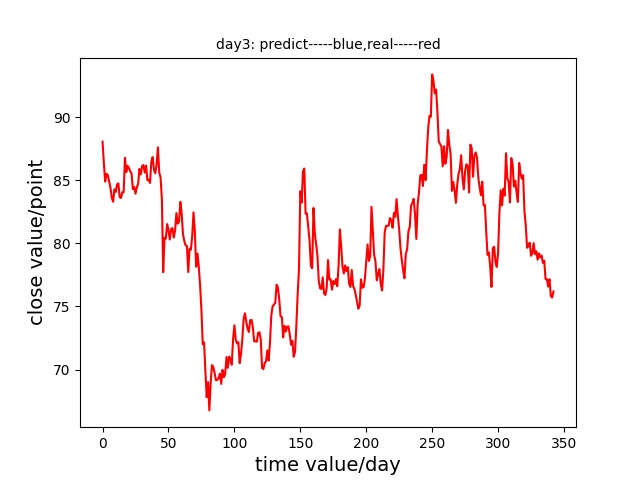 day3: predict-----blue,real-----red
close value/point
90
85
80
75
70
0 50 100 150 200 250 300 350
time value/day